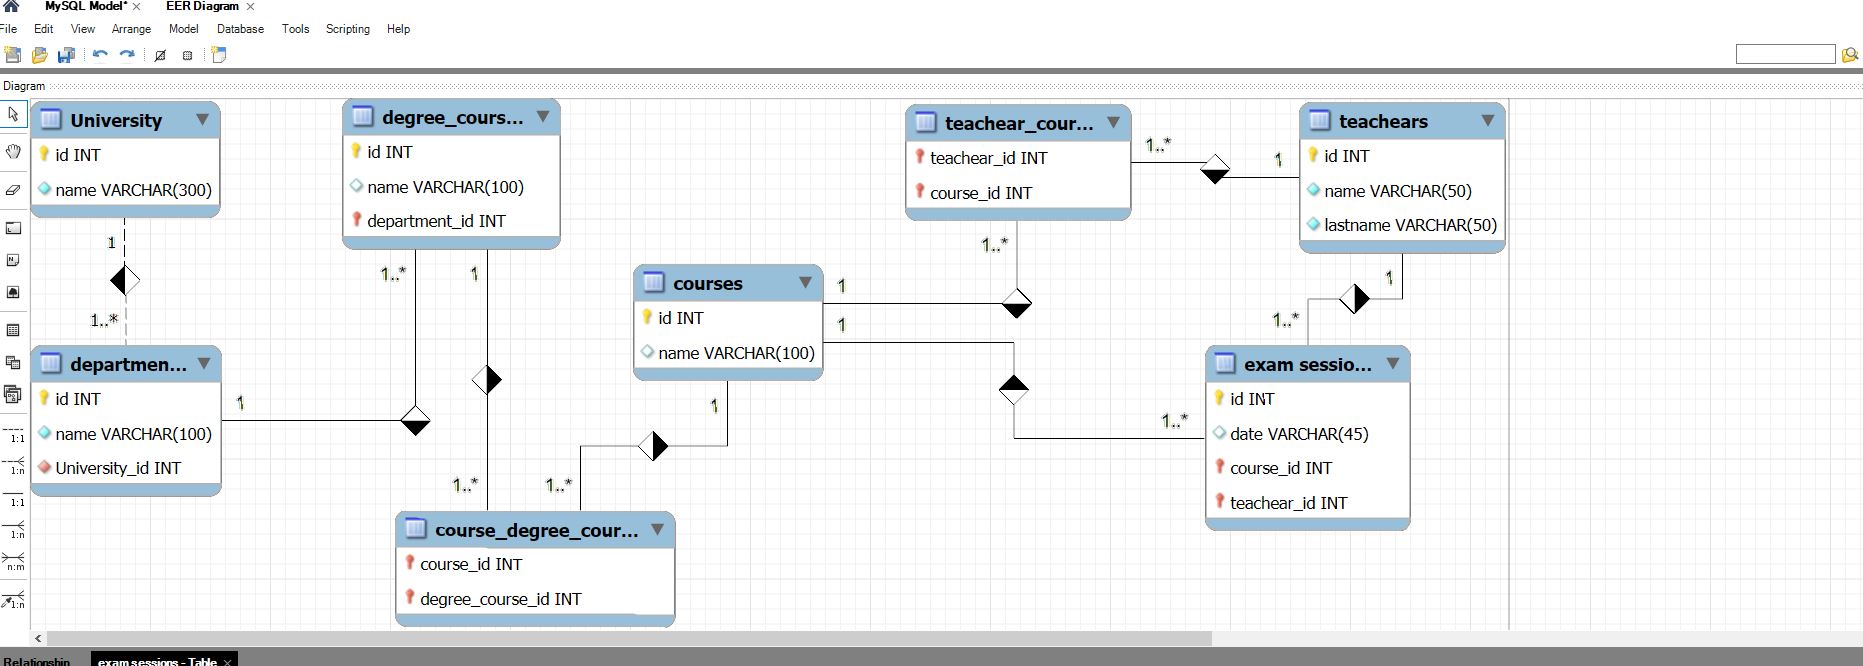 MySQL Model* ×
EER Diagram ×
File Edit View Arrange Model Database Tools Scripting Help
Diagram
University
id INT
name VARCHAR(300)
1
1..*
departmen...
id INT
name VARCHAR(100)
University_id INT
1
degree_cours...
id INT
name VARCHAR(100)
department_id INT
1..*
1
1..*
1..*
course_degree_cour...
course_id INT
degree_course_id INT
courses
id INT
name VARCHAR(100)
1
1
1
teachear_cour...
teachear_id INT
course_id INT
1..*
1
1..*
teachears
id INT
name VARCHAR(50)
lastname VARCHAR(50)
1
1..*
1..*
exam sessio...
id INT
date VARCHAR(45)
course_id INT
teachear_id INT
1:1
1:n
1:1
1:n
n:m
1:n
Relationship
exam sessions - Table ×